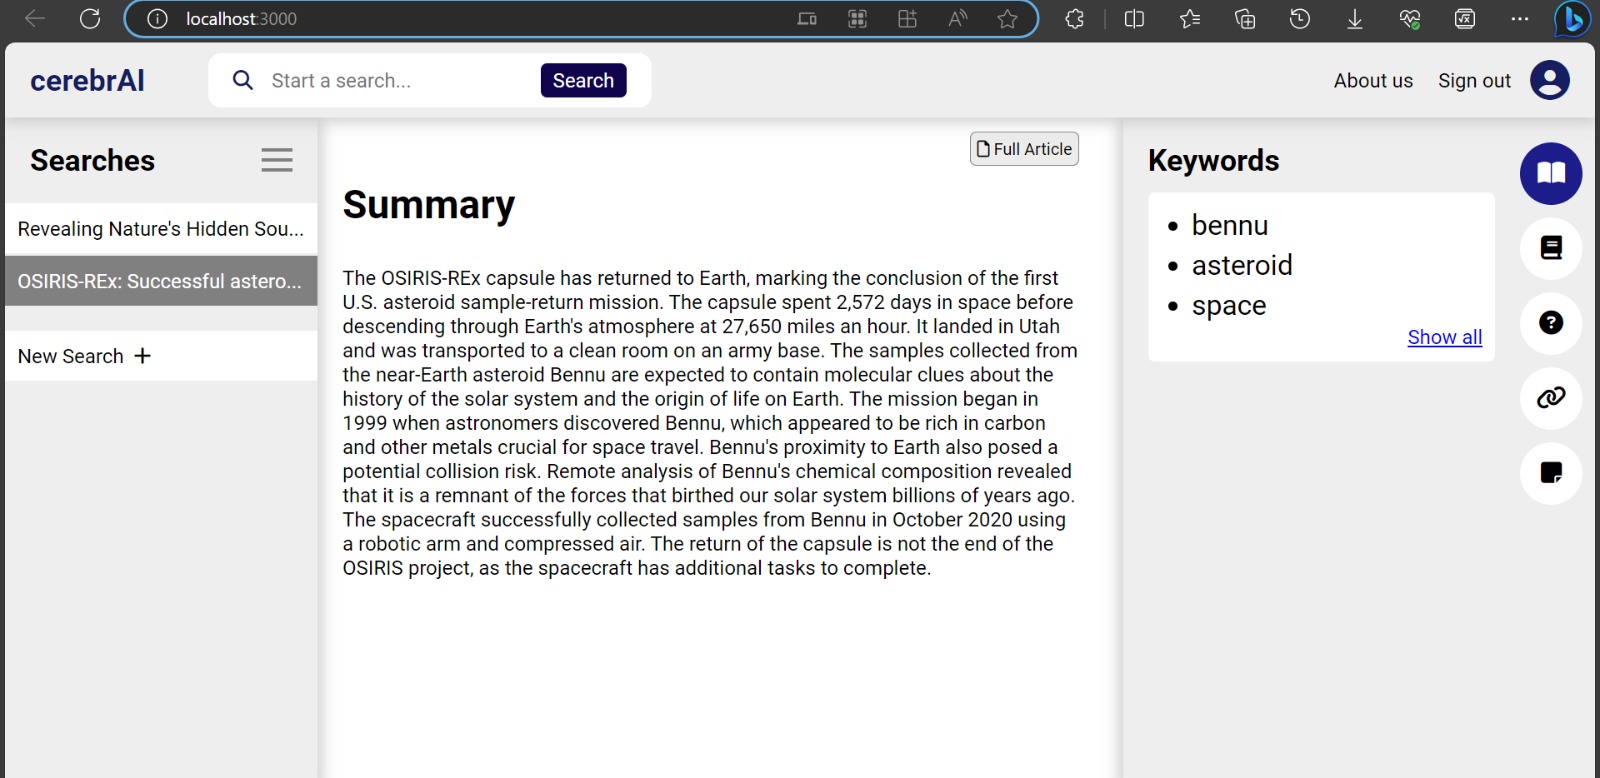 localhost:3000
cerebrAI
Start a search...
Search
About us
Sign out
Searches
Revealing Nature's Hidden Sou...
OSIRIS-REx: Successful astero...
New Search +
Full Article
Summary
The OSIRIS-REx capsule has returned to Earth, marking the conclusion of the first
U.S. asteroid sample-return mission. The capsule spent 2,572 days in space before
descending through Earth's atmosphere at 27,650 miles an hour. It landed in Utah
and was transported to a clean room on an army base. The samples collected from
the near-Earth asteroid Bennu are expected to contain molecular clues about the
history of the solar system and the origin of life on Earth. The mission began in
1999 when astronomers discovered Bennu, which appeared to be rich in carbon
and other metals crucial for space travel. Bennu's proximity to Earth also posed a
potential collision risk. Remote analysis of Bennu's chemical composition revealed
that it is a remnant of the forces that birthed our solar system billions of years ago.
The spacecraft successfully collected samples from Bennu in October 2020 using
a robotic arm and compressed air. The return of the capsule is not the end of the
OSIRIS project, as the spacecraft has additional tasks to complete.
Keywords
• bennu
• asteroid
• space
Show all